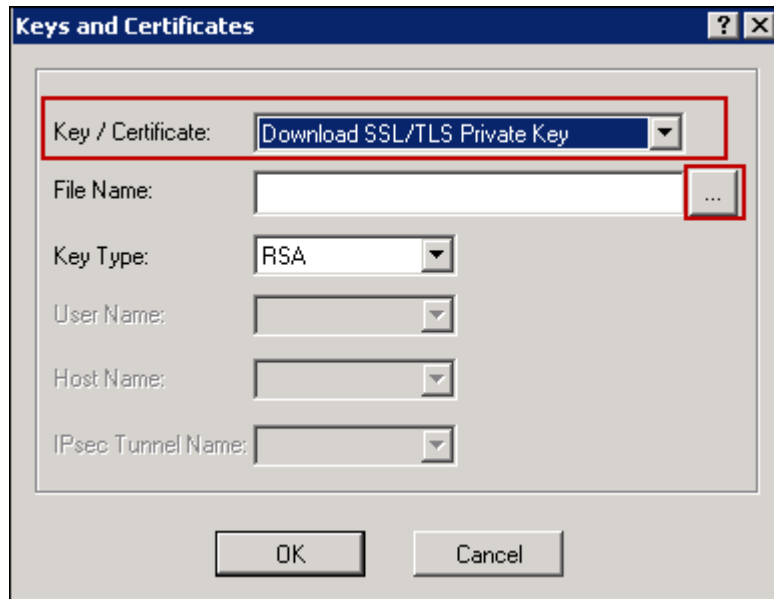 Keys and Certificates
Key / Certificate: Download SSL/TLS Private Key
File Name: ...
Key Type: RSA
User Name:
Host Name:
IPsec Tunnel Name:
OK Cancel